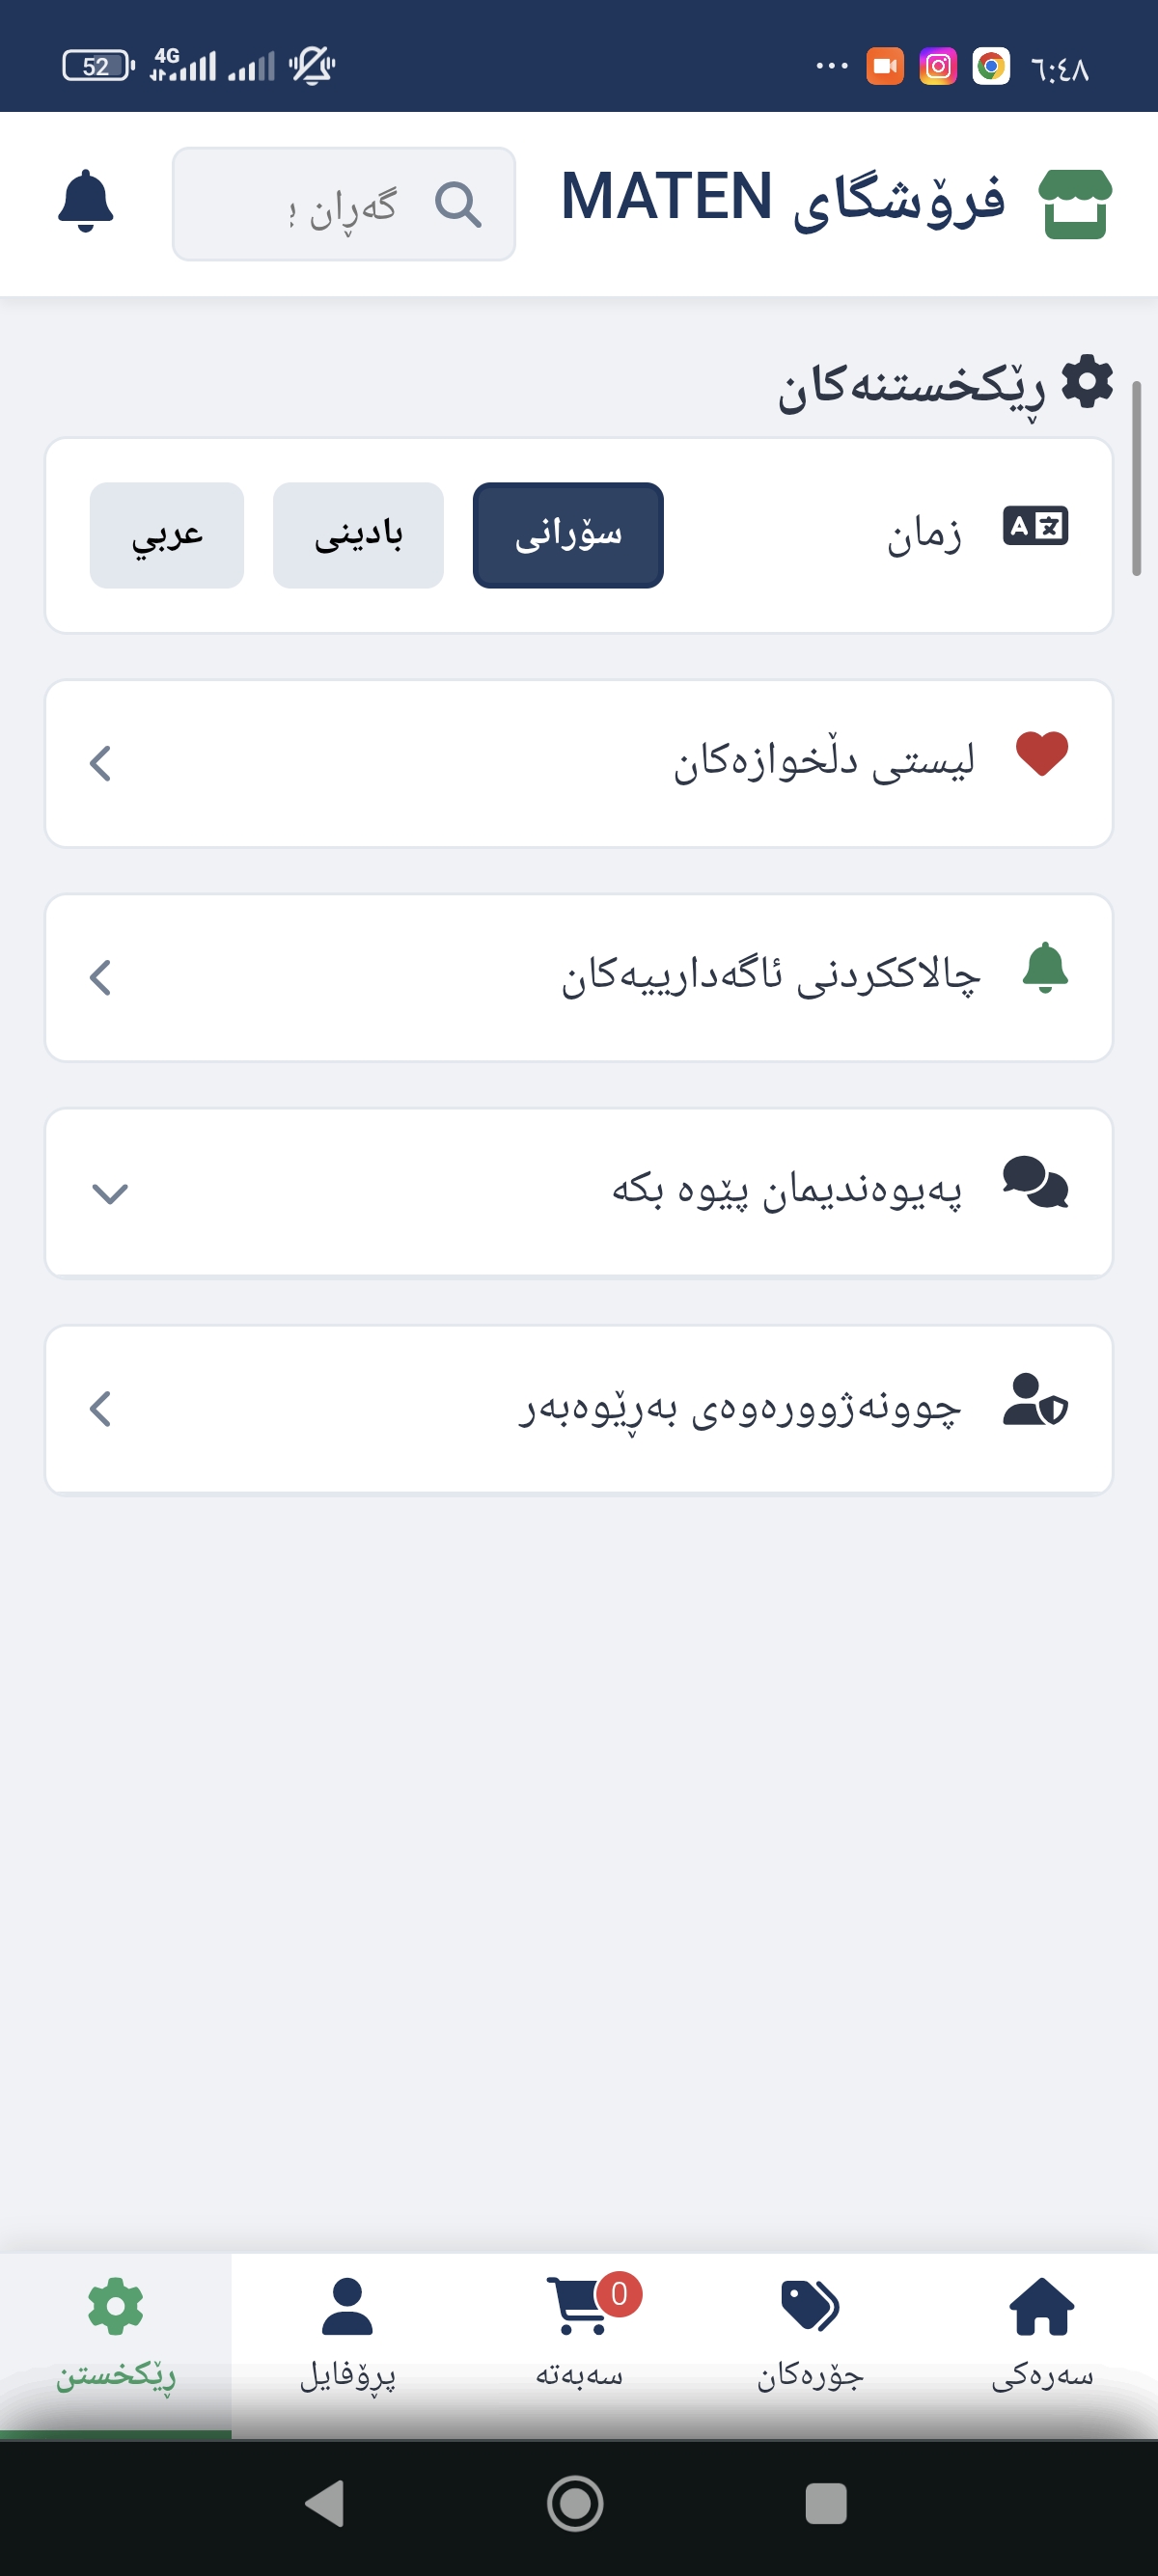 52 4G ٦:٤٨
فرۆشگای MATEN
گەڕان
ڕێکخستنەکان
زمان
سۆرانی بادینی عربي
لیستی دڵخوازەکان
چالاککردنی ئاگەدارییەکان
پەیوەندیمان پێوە بکە
چوونەژوورەوەی بەڕێوەبەر
سەرەکی جۆرەکان سەبەتە 0 پڕۆفایل ڕێکخستن